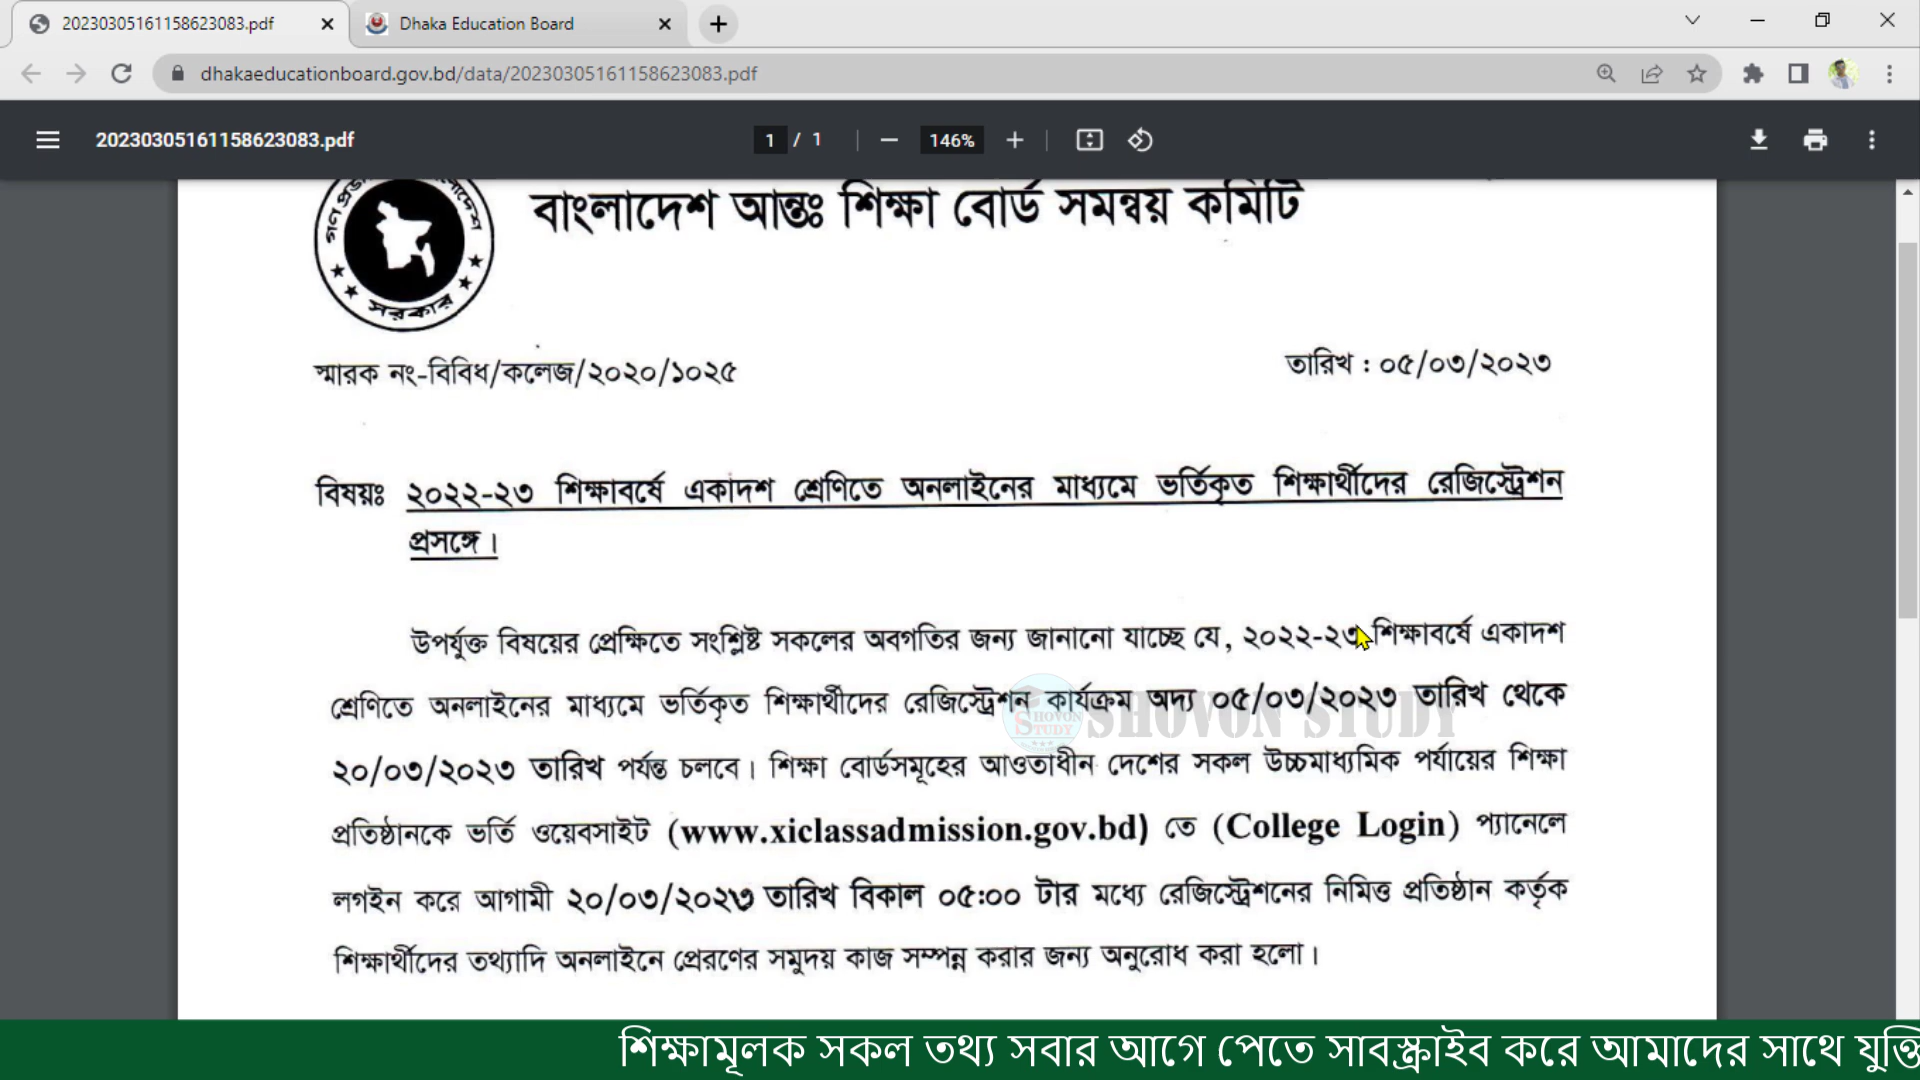 20230305161158623083.pdf
Dhaka Education Board
dhakaeducationboard.gov.bd/data/20230305161158623083.pdf
20230305161158623083.pdf
1 / 1
146%
বাংলাদেশ আন্তঃ শিক্ষা বোর্ড সমন্বয় কমিটি
সরকার
স্মারক নং-বিবিধ/কলেজ/২০২০/১০২৫
তারিখ : ০৫/০৩/২০২৩
বিষয়ঃ ২০২২-২৩ শিক্ষাবর্ষে একাদশ শ্রেণিতে অনলাইনের মাধ্যমে ভর্তিকৃত শিক্ষার্থীদের রেজিস্ট্রেশন
প্রসঙ্গে।
উপর্যুক্ত বিষয়ের প্রেক্ষিতে সংশ্লিষ্ট সকলের অবগতির জন্য জানানো যাচ্ছে যে, ২০২২-২৩ শিক্ষাবর্ষে একাদশ
শ্রেণিতে অনলাইনের মাধ্যমে ভর্তিকৃত শিক্ষার্থীদের রেজিস্ট্রেশন কার্যক্রম অদ্য ০৫/০৩/২০২৩ তারিখ থেকে
SHOVON STUDY
SHOVON STUDY
২০/০৩/২০২৩ তারিখ পর্যন্ত চলবে। শিক্ষা বোর্ডসমূহের আওতাধীন দেশের সকল উচ্চমাধ্যমিক পর্যায়ের শিক্ষা
প্রতিষ্ঠানকে ভর্তি ওয়েবসাইট (www.xiclassadmission.gov.bd) তে (College Login) প্যানেলে
লগইন করে আগামী ২০/০৩/২০২৩ তারিখ বিকাল ০৫:০০ টার মধ্যে রেজিস্ট্রেশনের নিমিত্ত প্রতিষ্ঠান কর্তৃক
শিক্ষার্থীদের তথ্যাদি অনলাইনে প্রেরণের সমুদয় কাজ সম্পন্ন করার জন্য অনুরোধ করা হলো।
শিক্ষামূলক সকল তথ্য সবার আগে পেতে সাবস্ক্রাইব করে আমাদের সাথে